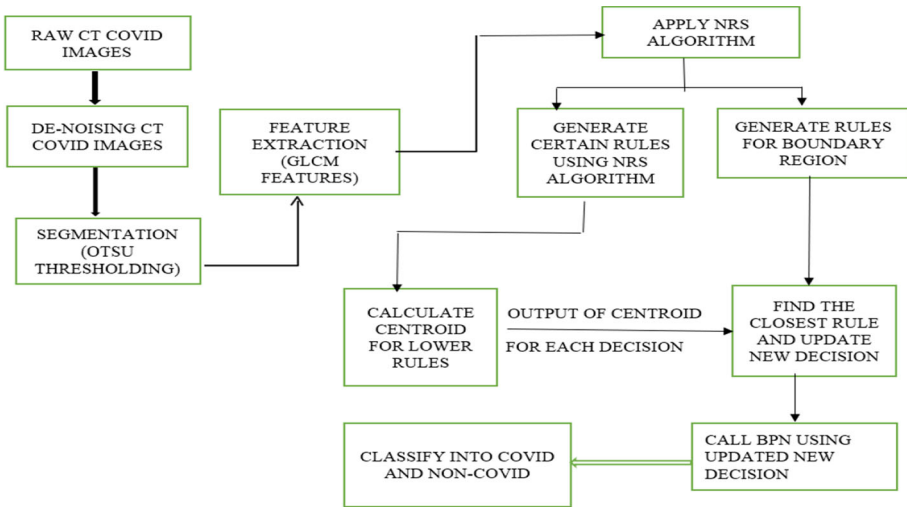 RAW CT COVID
IMAGES
DE-NOISING CT
COVID IMAGES
SEGMENTATION
(OTSU
THRESHOLDING)
FEATURE
EXTRACTION
(GLCM
FEATURES)
APPLY NRS
ALGORITHM
GENERATE
CERTAIN RULES
USING NRS
ALGORITHM
GENERATE RULES
FOR BOUNDARY
REGION
CALCULATE
CENTROID
FOR LOWER
RULES
OUTPUT OF CENTROID
FOR EACH DECISION
FIND THE
CLOSEST RULE
AND UPDATE
NEW DECISION
CALL BPN USING
UPDATED NEW
DECISION
CLASSIFY INTO COVID
AND NON-COVID